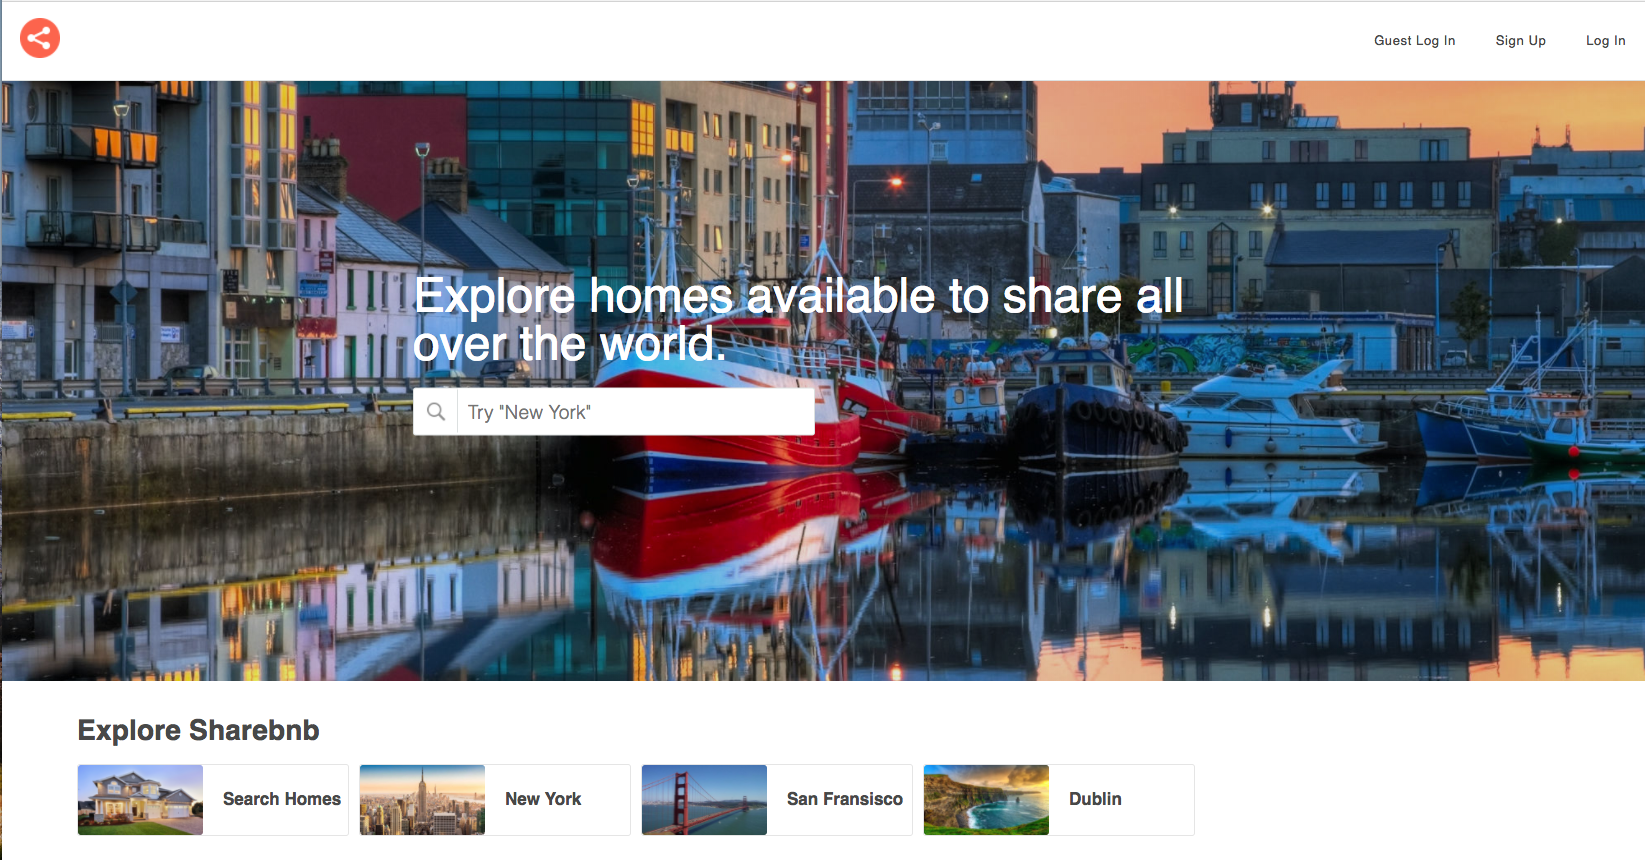 Guest Log In
Sign Up
Log In
Explore homes available to share all
over the world.
Try "New York"
Explore Sharebnb
Search Homes
New York
San Fransisco
Dublin